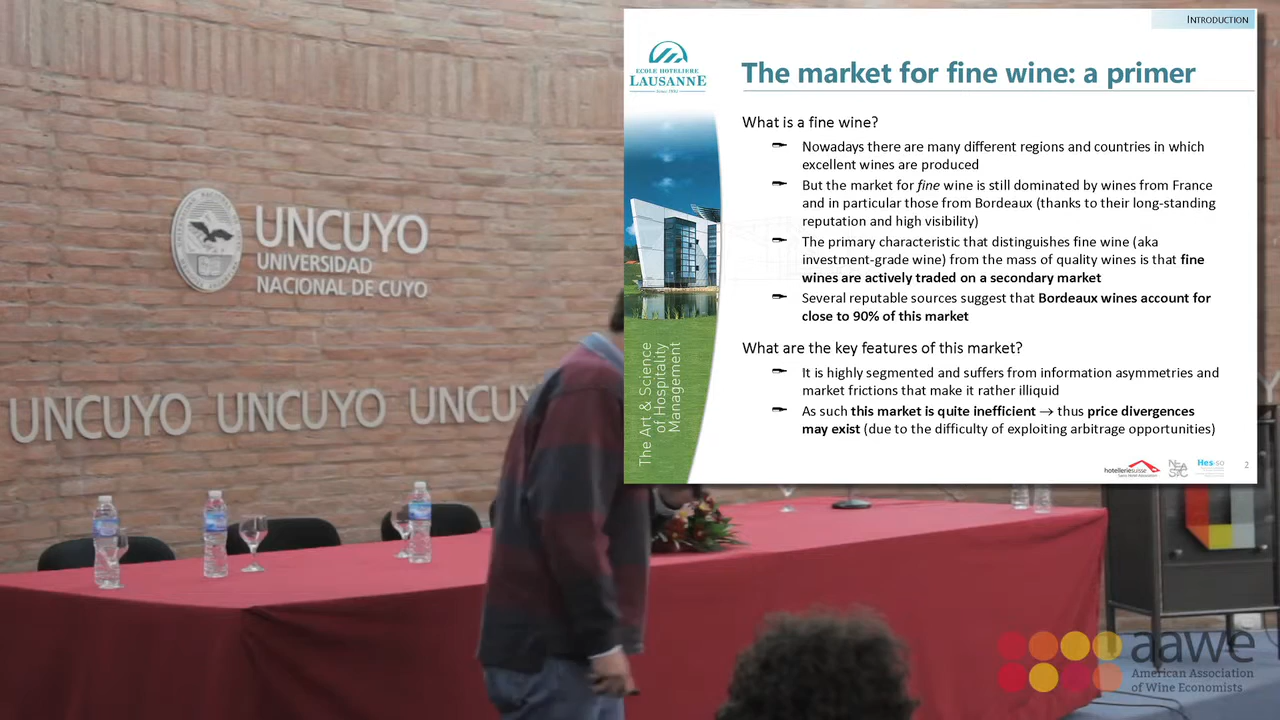 INTRODUCTION
ECOLE HOTELIERE
LAUSANNE
The market for fine wine: a primer
What is a fine wine?
Nowadays there are many different regions and countries in which
excellent wines are produced
But the market for fine wine is still dominated by wines from France
and in particular those from Bordeaux (thanks to their long-standing
reputation and high visibility)
The primary characteristic that distinguishes fine wine (aka
investment-grade wine) from the mass of quality wines is that fine
wines are actively traded on a secondary market
Several reputable sources suggest that Bordeaux wines account for
close to 90% of this market
What are the key features of this market?
It is highly segmented and suffers from information asymmetries and
market frictions that make it rather illiquid
As such this market is quite inefficient → thus price divergences
may exist (due to the difficulty of exploiting arbitrage opportunities)
The Art & Science
of Hospitality
Management
hotelleriesuisse
Hes·so
2
UNCUYO
UNIVERSIDAD
NACIONAL DE CUYO
UNCUYO UNCUYO UNCUY
aawe
American Association
of Wine Economists